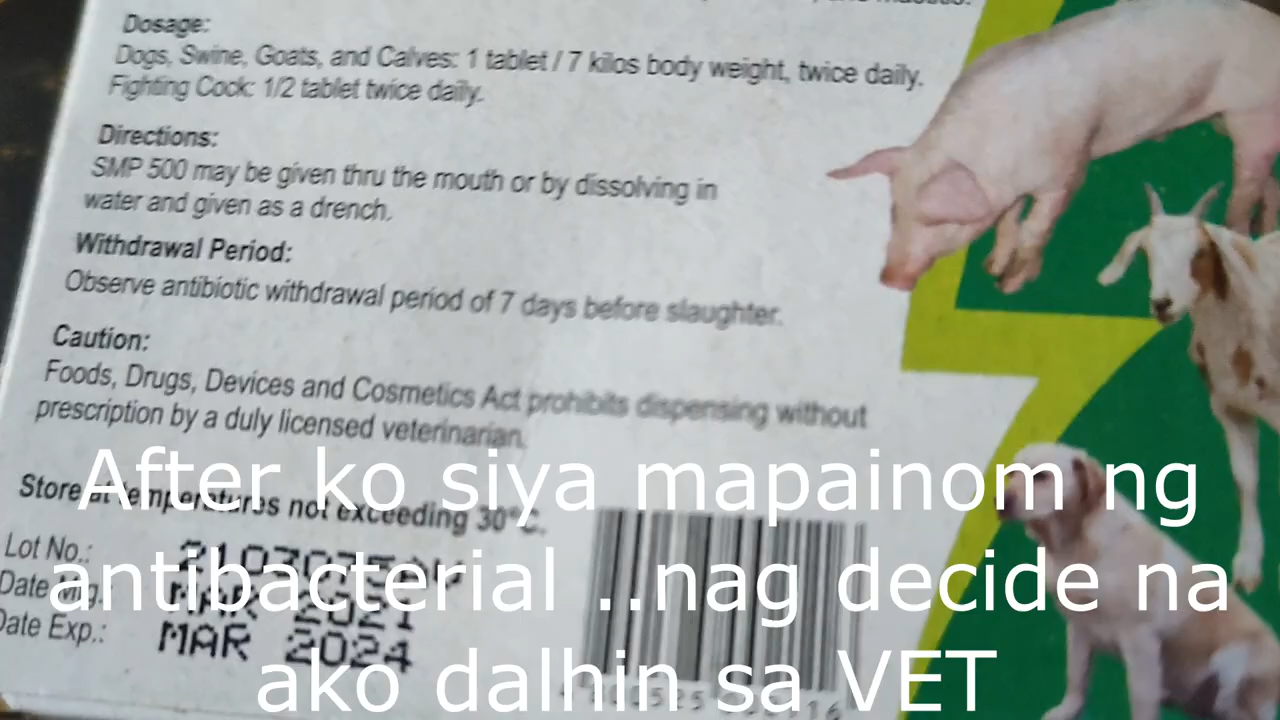 Dosage:
Dogs, Swine, Goats, and Calves: 1 tablet / 7 kilos body weight, twice daily.
Fighting Cock: 1/2 tablet twice daily.
Directions:
SMP 500 may be given thru the mouth or by dissolving in
water and given as a drench.
Withdrawal Period:
Observe antibiotic withdrawal period of 7 days before slaughter.
Caution:
Foods, Drugs, Devices and Cosmetics Act prohibits dispensing without
prescription by a duly licensed veterinarian.
Store at temperatures not exceeding 30°C.
Lot No.:
Date Mfg.: MAR 2021
Date Exp.: MAR 2024
After ko siya mapainom ng
antibacterial ..nag decide na
ako dalhin sa VET